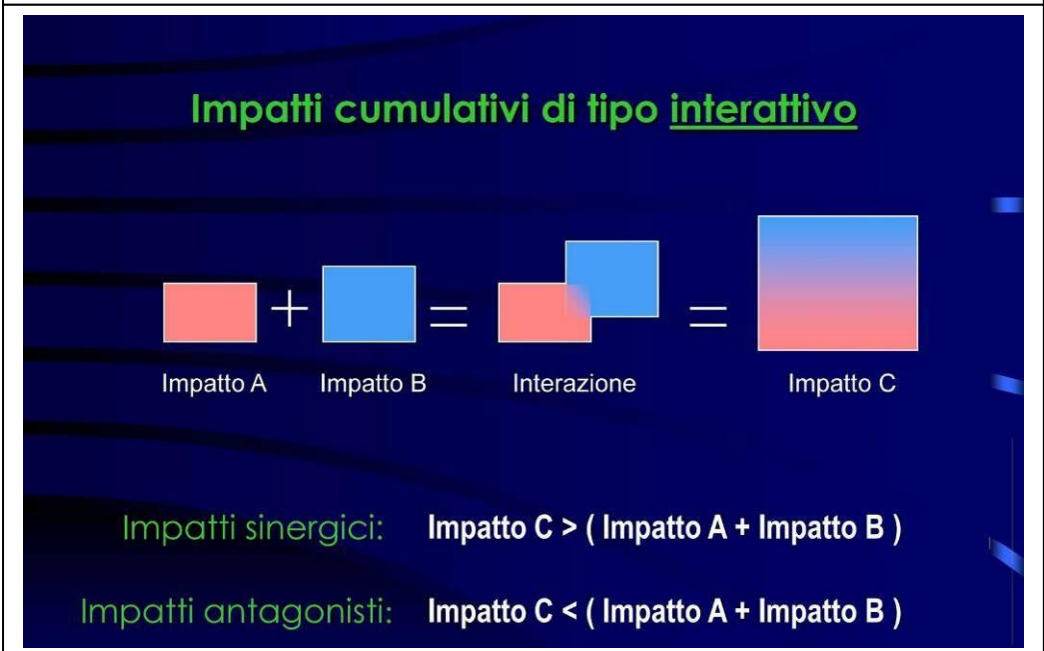 Impatti cumulativi di tipo interattivo
+ = =
Impatto A Impatto B Interazione Impatto C
Impatti sinergici: Impatto C > ( Impatto A + Impatto B )
Impatti antagonisti: Impatto C < ( Impatto A + Impatto B )